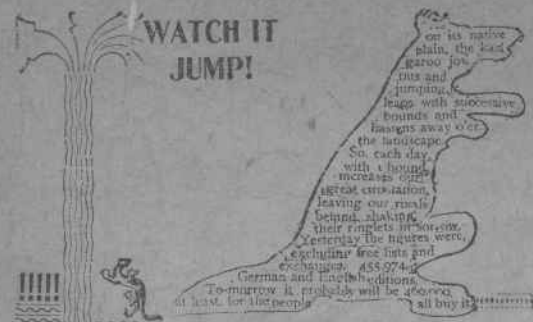 WATCH IT
JUMP!
on its native
plain, the kan
garoo joy
ous and
jumping,
leaps with successive
bounds and
hastens away o'er
the landscape.
So, each day,
with a bound
increases our
great circulation,
leaving our rivals
behind, shaking
their ringlets in sorrow.
Yesterday the figures were,
excluding free lists and
exchanges, 455,974
German and English editions.
To-morrow it probably will be 460,000
at least, for the people all buy it